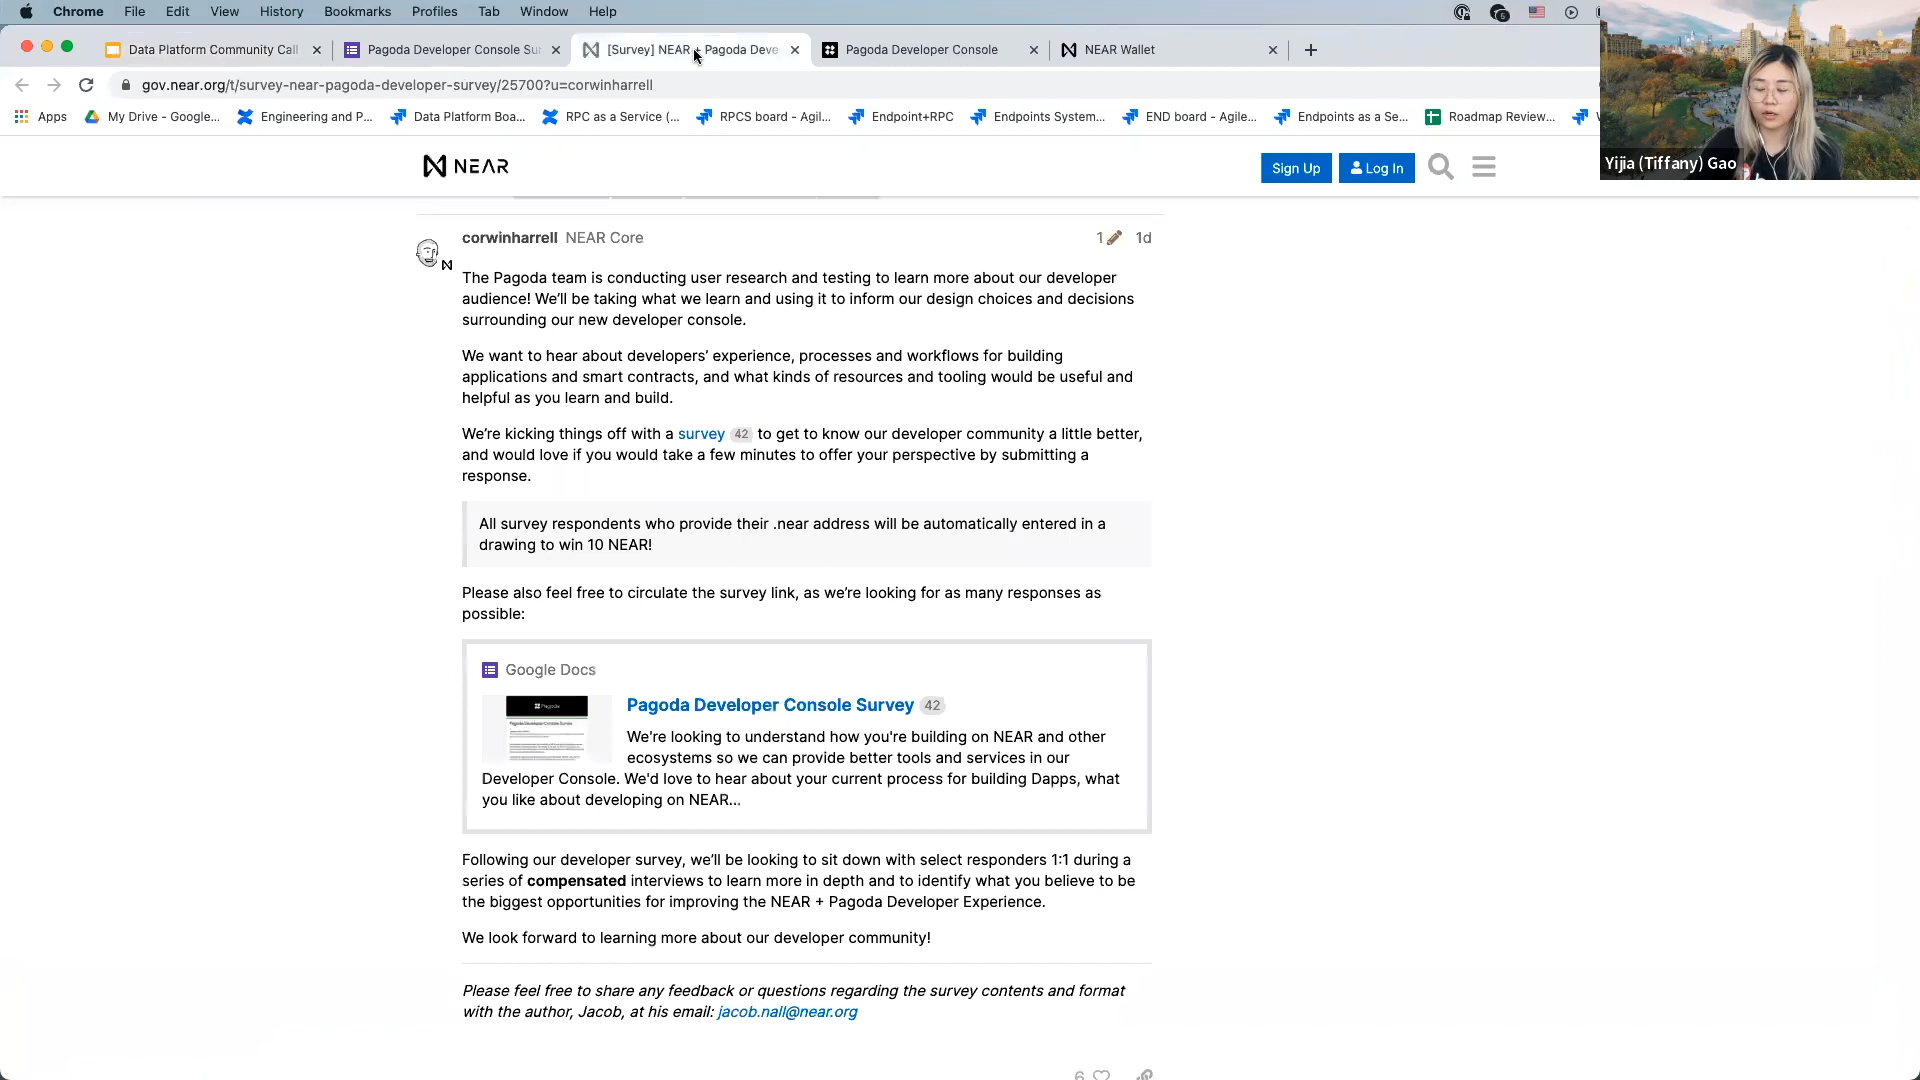 Chrome File Edit View History Bookmarks Profiles Tab Window Help
Data Platform Community Call
Pagoda Developer Console Sur
[Survey] NEAR + Pagoda Deve
Pagoda Developer Console
NEAR Wallet
gov.near.org/t/survey-near-pagoda-developer-survey/25700?u=corwinharrell
Apps My Drive - Google... Engineering and P... Data Platform Boa... RPC as a Service (... RPCS board - Agil... Endpoint+RPC Endpoints System... END board - Agile... Endpoints as a Se... Roadmap Review...
Yijia (Tiffany) Gao
NEAR
Sign Up Log In
corwinharrell NEAR Core 1 1d
The Pagoda team is conducting user research and testing to learn more about our developer
audience! We’ll be taking what we learn and using it to inform our design choices and decisions
surrounding our new developer console.
We want to hear about developers’ experience, processes and workflows for building
applications and smart contracts, and what kinds of resources and tooling would be useful and
helpful as you learn and build.
We’re kicking things off with a survey 42 to get to know our developer community a little better,
and would love if you would take a few minutes to offer your perspective by submitting a
response.
All survey respondents who provide their .near address will be automatically entered in a
drawing to win 10 NEAR!
Please also feel free to circulate the survey link, as we’re looking for as many responses as
possible:
Google Docs
Pagoda Developer Console Survey 42
We're looking to understand how you're building on NEAR and other
ecosystems so we can provide better tools and services in our
Developer Console. We'd love to hear about your current process for building Dapps, what
you like about developing on NEAR...
Following our developer survey, we’ll be looking to sit down with select responders 1:1 during a
series of compensated interviews to learn more in depth and to identify what you believe to be
the biggest opportunities for improving the NEAR + Pagoda Developer Experience.
We look forward to learning more about our developer community!
Please feel free to share any feedback or questions regarding the survey contents and format
with the author, Jacob, at his email: jacob.nall@near.org
6